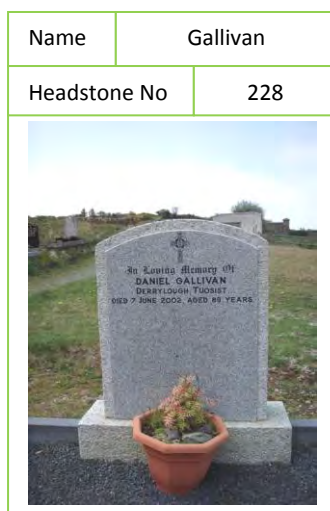 Name Gallivan
Headstone No 228
In Loving Memory Of
DANIEL GALLIVAN
DERRYLOUGH TUOSIST
DIED 7 JUNE 2002, AGED YEARS